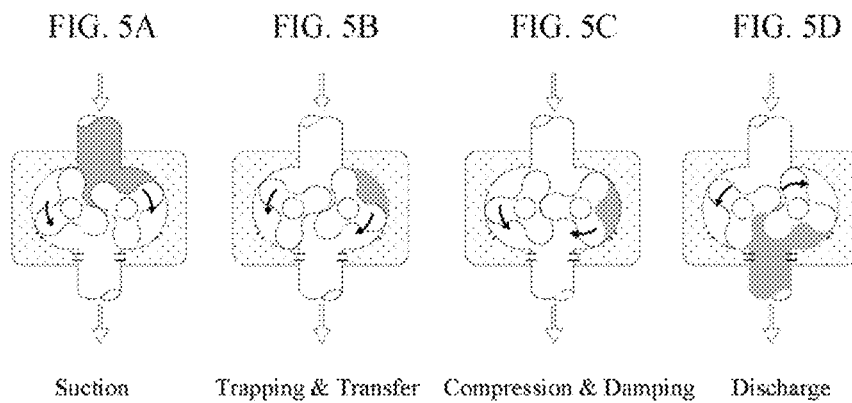 FIG. 5A FIG. 5B FIG. 5C FIG. 5D
Suction Trapping & Transfer Compression & Damping Discharge